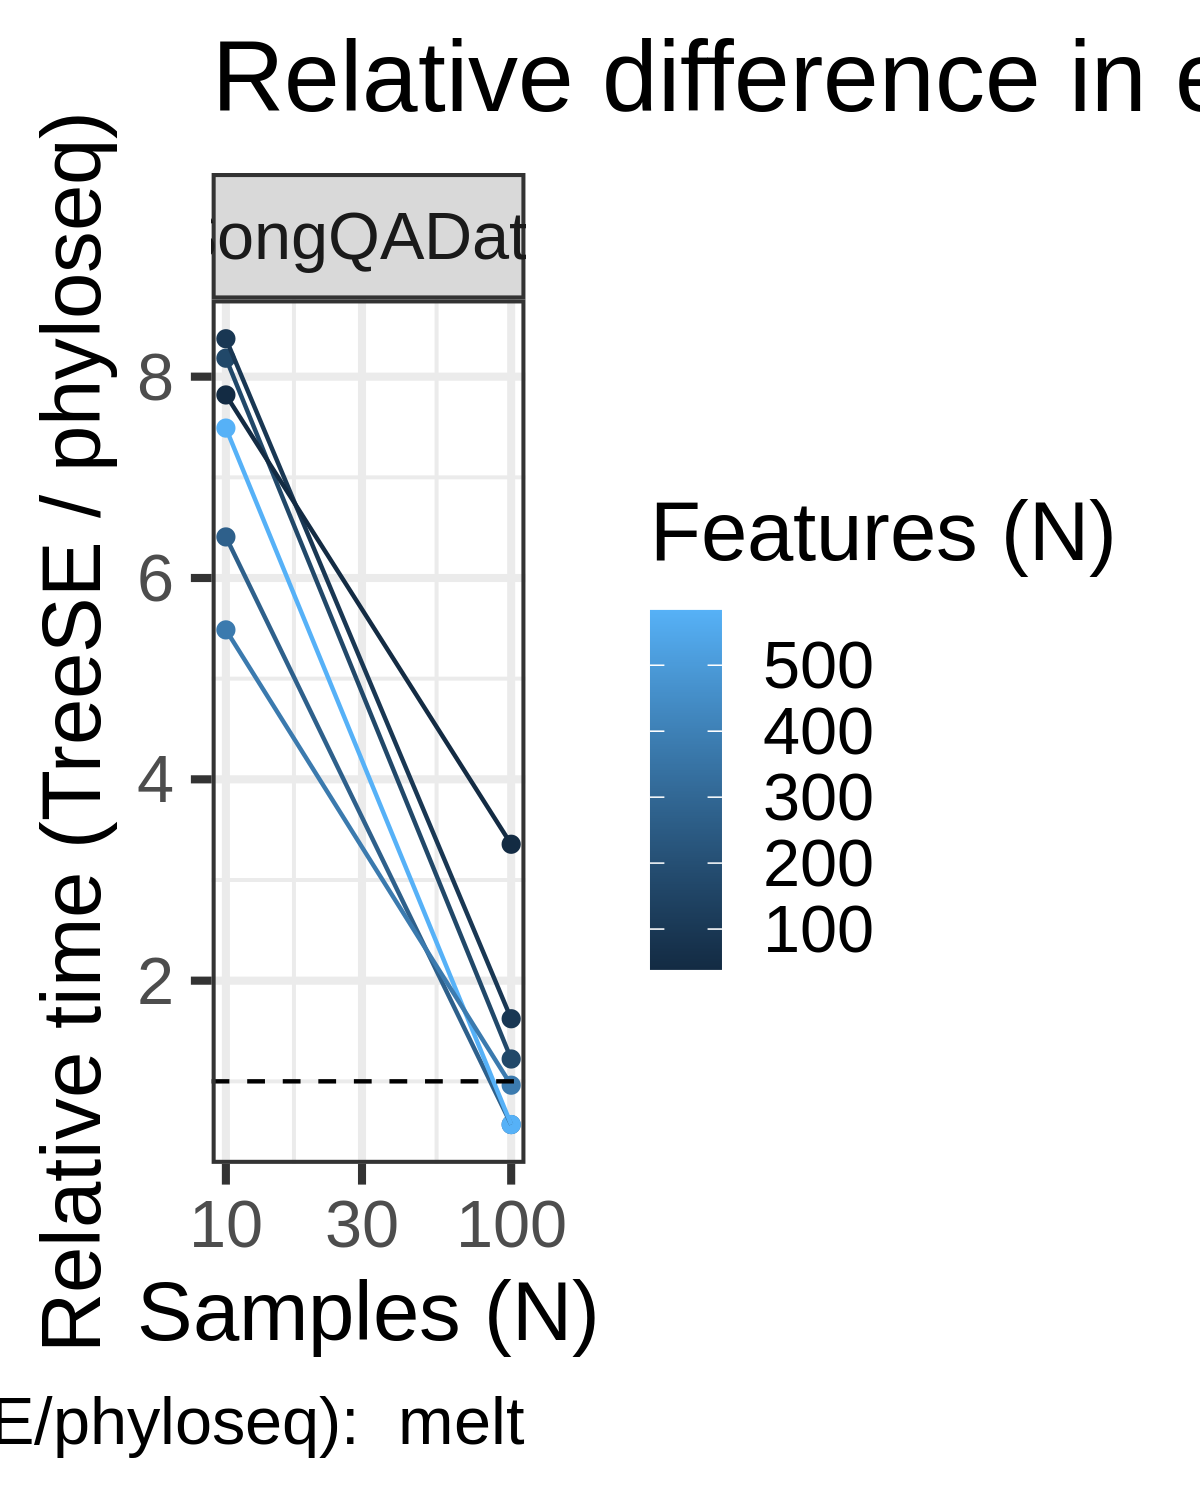 Relative difference in
ongQADat
Relative time (TreeSE / phyloseq)
8
6
4
2
10 30 100
Samples (N)
Features (N)
500
400
300
200
100
E/phyloseq): melt